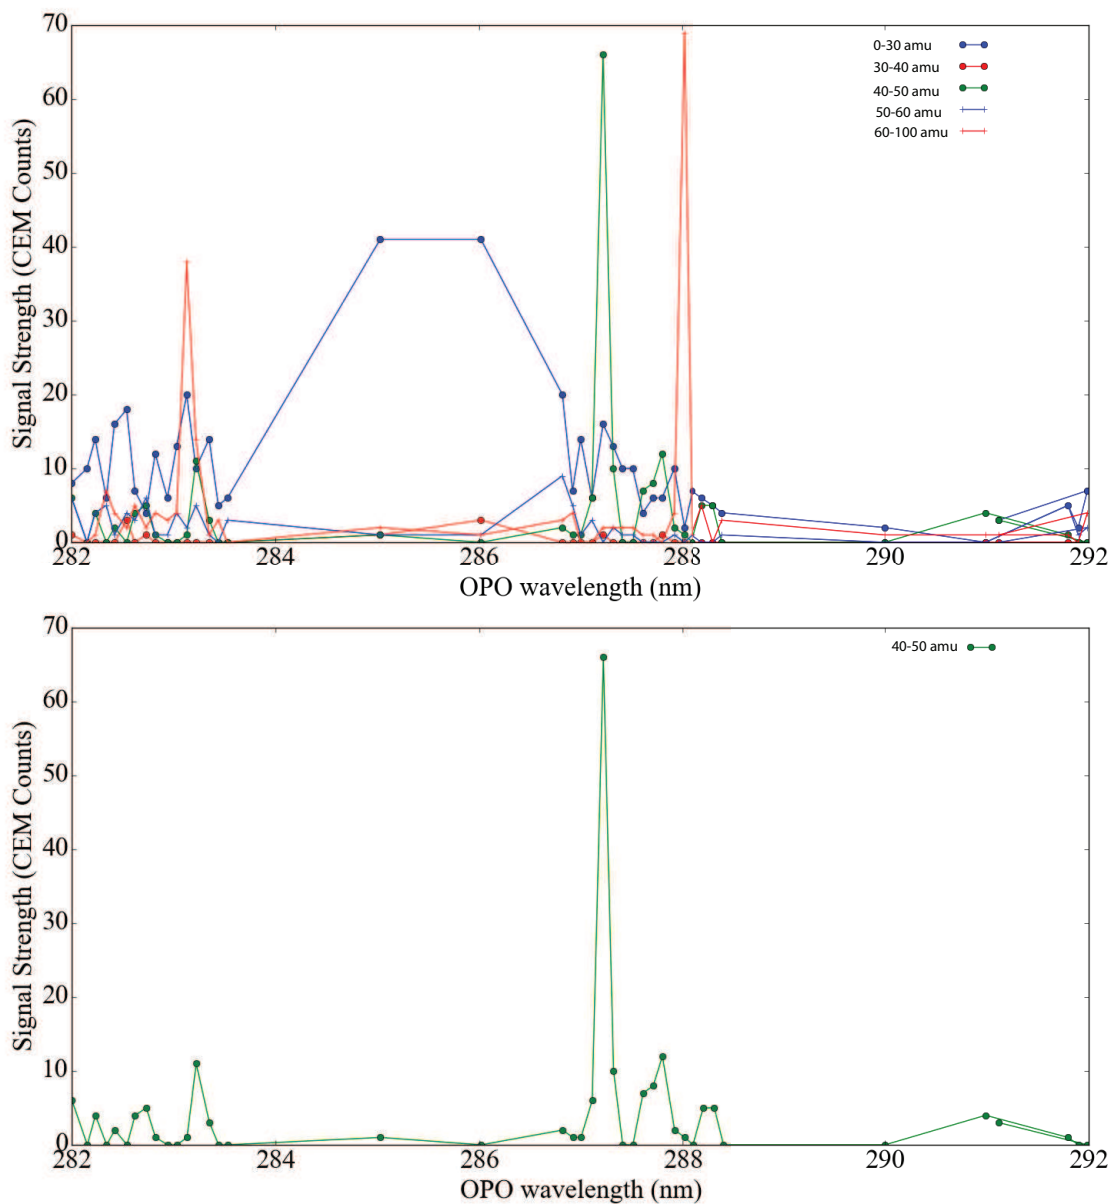 70
60
50
40
30
20
10
0
Signal Strength (CEM Counts)
0-30 amu
30-40 amu
40-50 amu
50-60 amu
60-100 amu
282 284 286 288 290 292
OPO wavelength (nm)
70
60
50
40
30
20
10
0
Signal Strength (CEM Counts)
40-50 amu
282 284 286 288 290 292
OPO wavelength (nm)